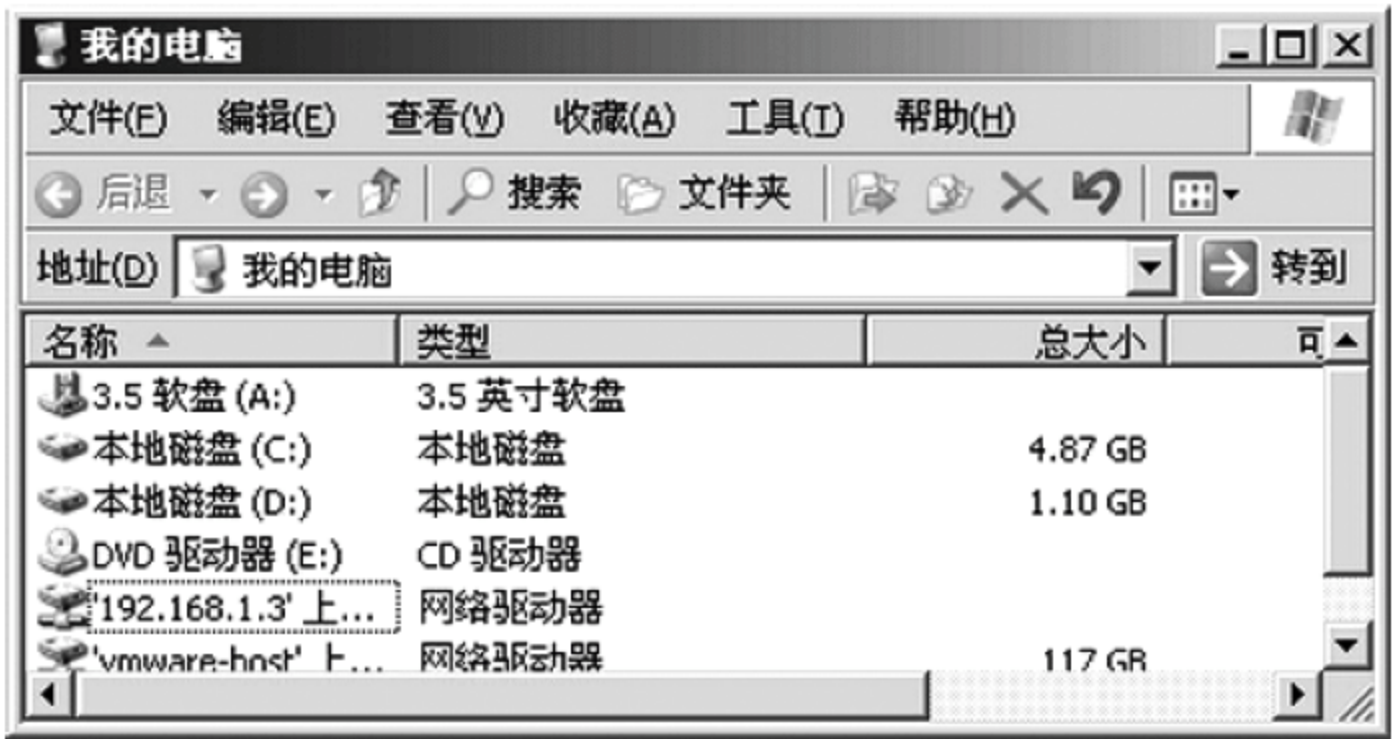 我的电脑
文件(F) 编辑(E) 查看(V) 收藏(A) 工具(T) 帮助(H)
后退 搜索 文件夹
地址(D) 我的电脑 转到
名称 类型 总大小 可
3.5 软盘 (A:) 3.5 英寸软盘
本地磁盘 (C:) 本地磁盘 4.87 GB
本地磁盘 (D:) 本地磁盘 1.10 GB
DVD 驱动器 (E:) CD 驱动器
'192.168.1.3' 上... 网络驱动器
'vmware-host' 上... 网络驱动器 117 GB